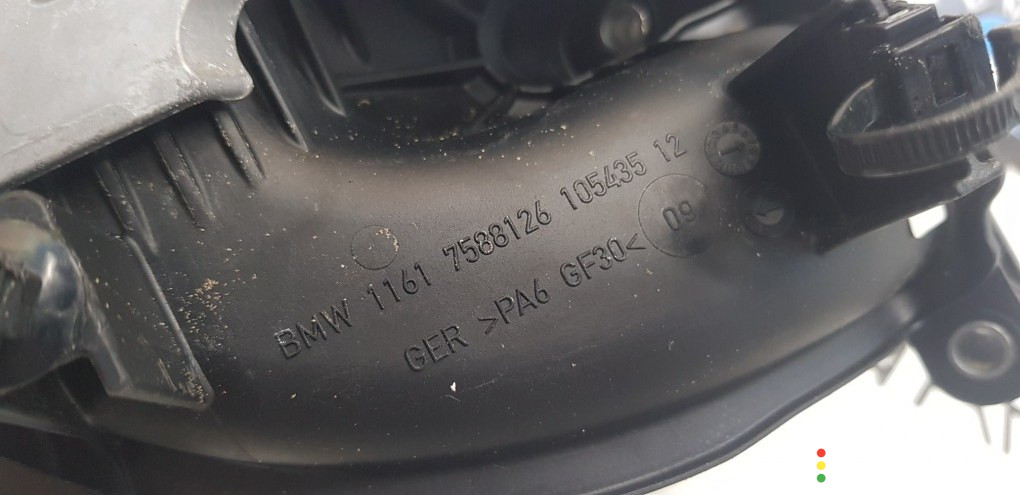 BMW 1161 7588126 105435 12
GER >PA6 GF30< 09